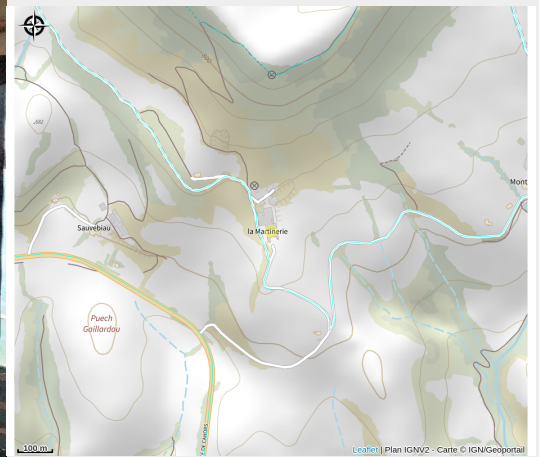 Sauvebiau
la Martinerie
Mont
Puech
Gaillardou
100 m
Leaflet | Plan IGNV2 - Carte © IGN/Geoportail